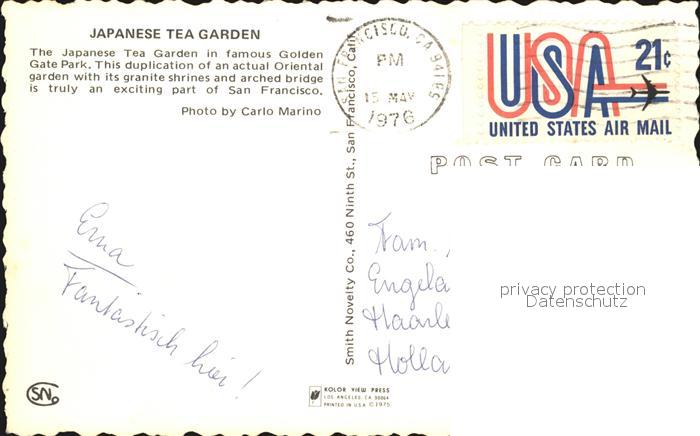 JAPANESE TEA GARDEN
The Japanese Tea Garden in famous Golden
Gate Park. This duplication of an actual Oriental
garden with its granite shrines and arched bridge
is truly an exciting part of San Francisco.
Photo by Carlo Marino
SAN FRANCISCO, CA 94188
PM
15 MAY
1976
USA 21¢
UNITED STATES AIR MAIL
POST CARD
Smith Novelty Co., 460 Ninth St., San Francisco, Calif.
Erna
Fantastisch hier!
Fam.,
Engela
Haarle
Holla
privacy protection
Datenschutz
SN
KOLOR VIEW PRESS
LOS ANGELES, CA 90064
PRINTED IN U.S.A. ©1975